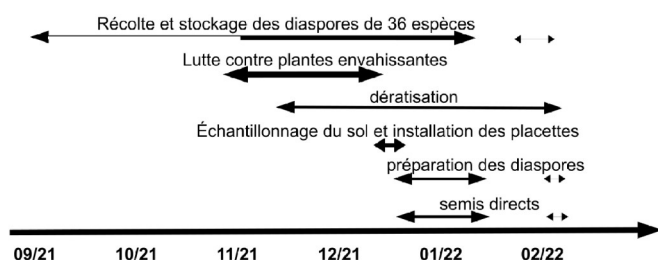 Récolte et stockage des diaspores de 36 espèces
Lutte contre plantes envahissantes
dératisation
Échantillonnage du sol et installation des placettes
préparation des diaspores
semis directs
09/21 10/21 11/21 12/21 01/22 02/22